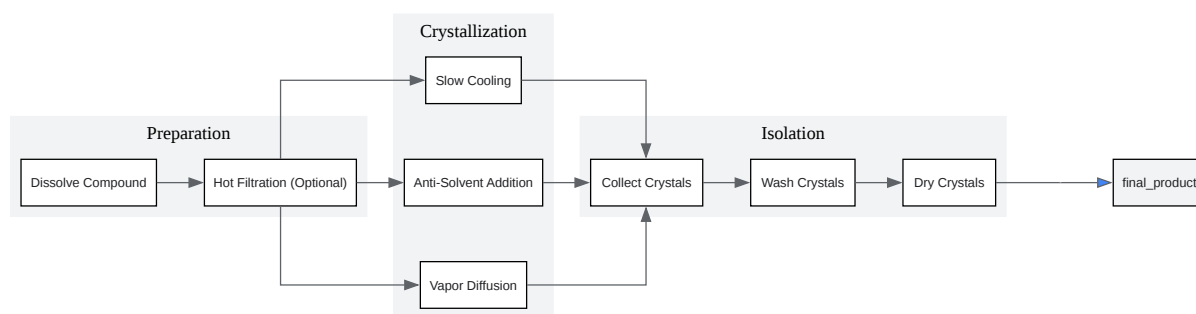 Crystallization
Slow Cooling
Preparation
Isolation
Dissolve Compound
Hot Filtration (Optional)
Anti-Solvent Addition
Collect Crystals
Wash Crystals
Dry Crystals
final_product
Vapor Diffusion